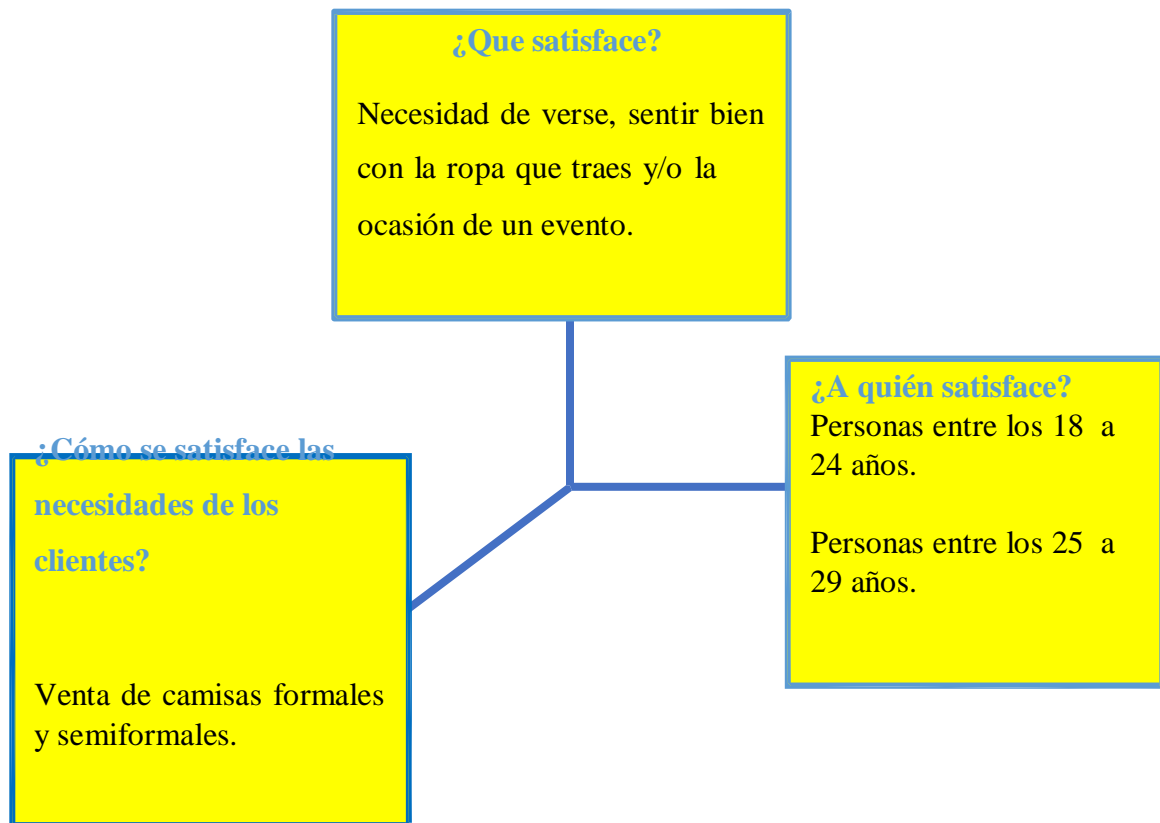 ¿Que satisface?
Necesidad de verse, sentir bien
con la ropa que traes y/o la
ocasión de un evento.
¿A quién satisface?
Personas entre los 18 a
24 años.
Personas entre los 25 a
29 años.
¿Cómo se satisface las
necesidades de los
clientes?
Venta de camisas formales
y semiformales.